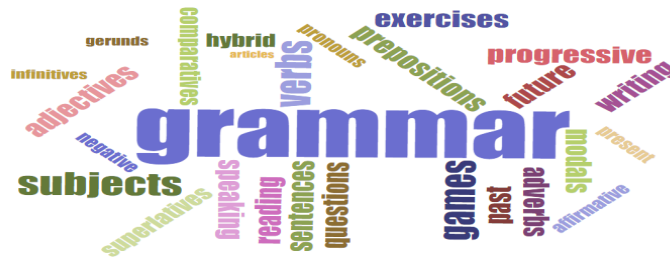 exercises
comparatives
gerunds
hybrid
articles
pronouns
prepositions
progressive
infinitives
adjectives
verbs
future
writing
grammar
negative
subjects
superlatives
speaking
reading
sentences
questions
games
past
adverbs
modals
present
affirmative